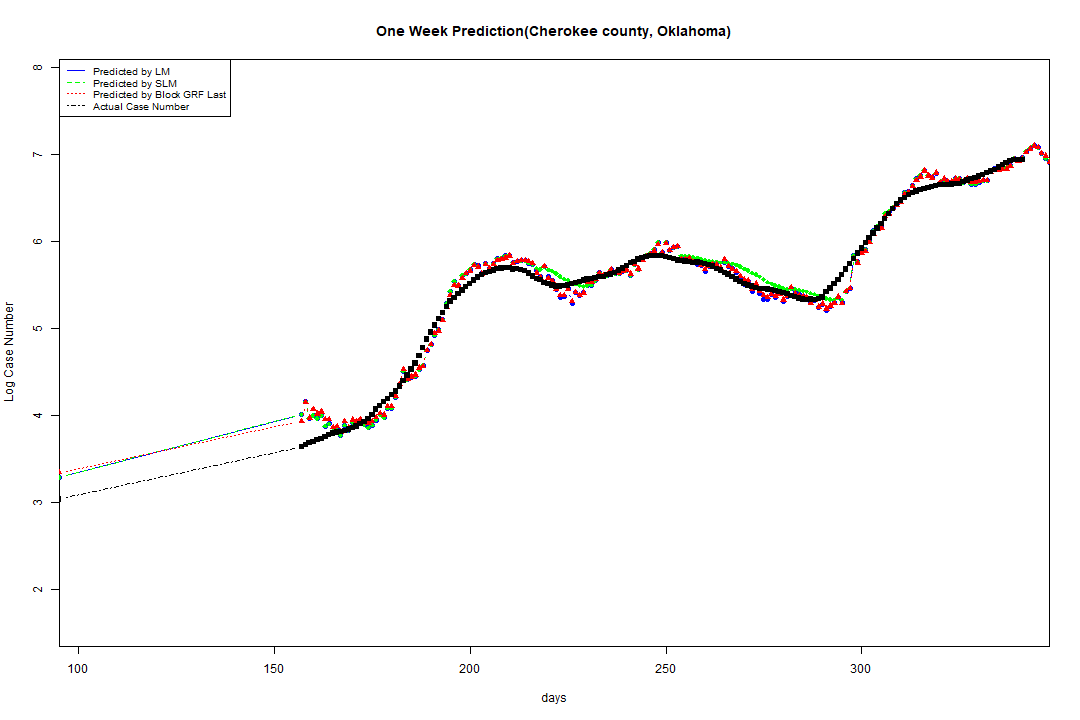 One Week Prediction(Cherokee county, Oklahoma)
Predicted by LM
Predicted by SLM
Predicted by Block GRF Last
Actual Case Number
8
7
6
5
4
3
2
Log Case Number
100 150 200 250 300
days